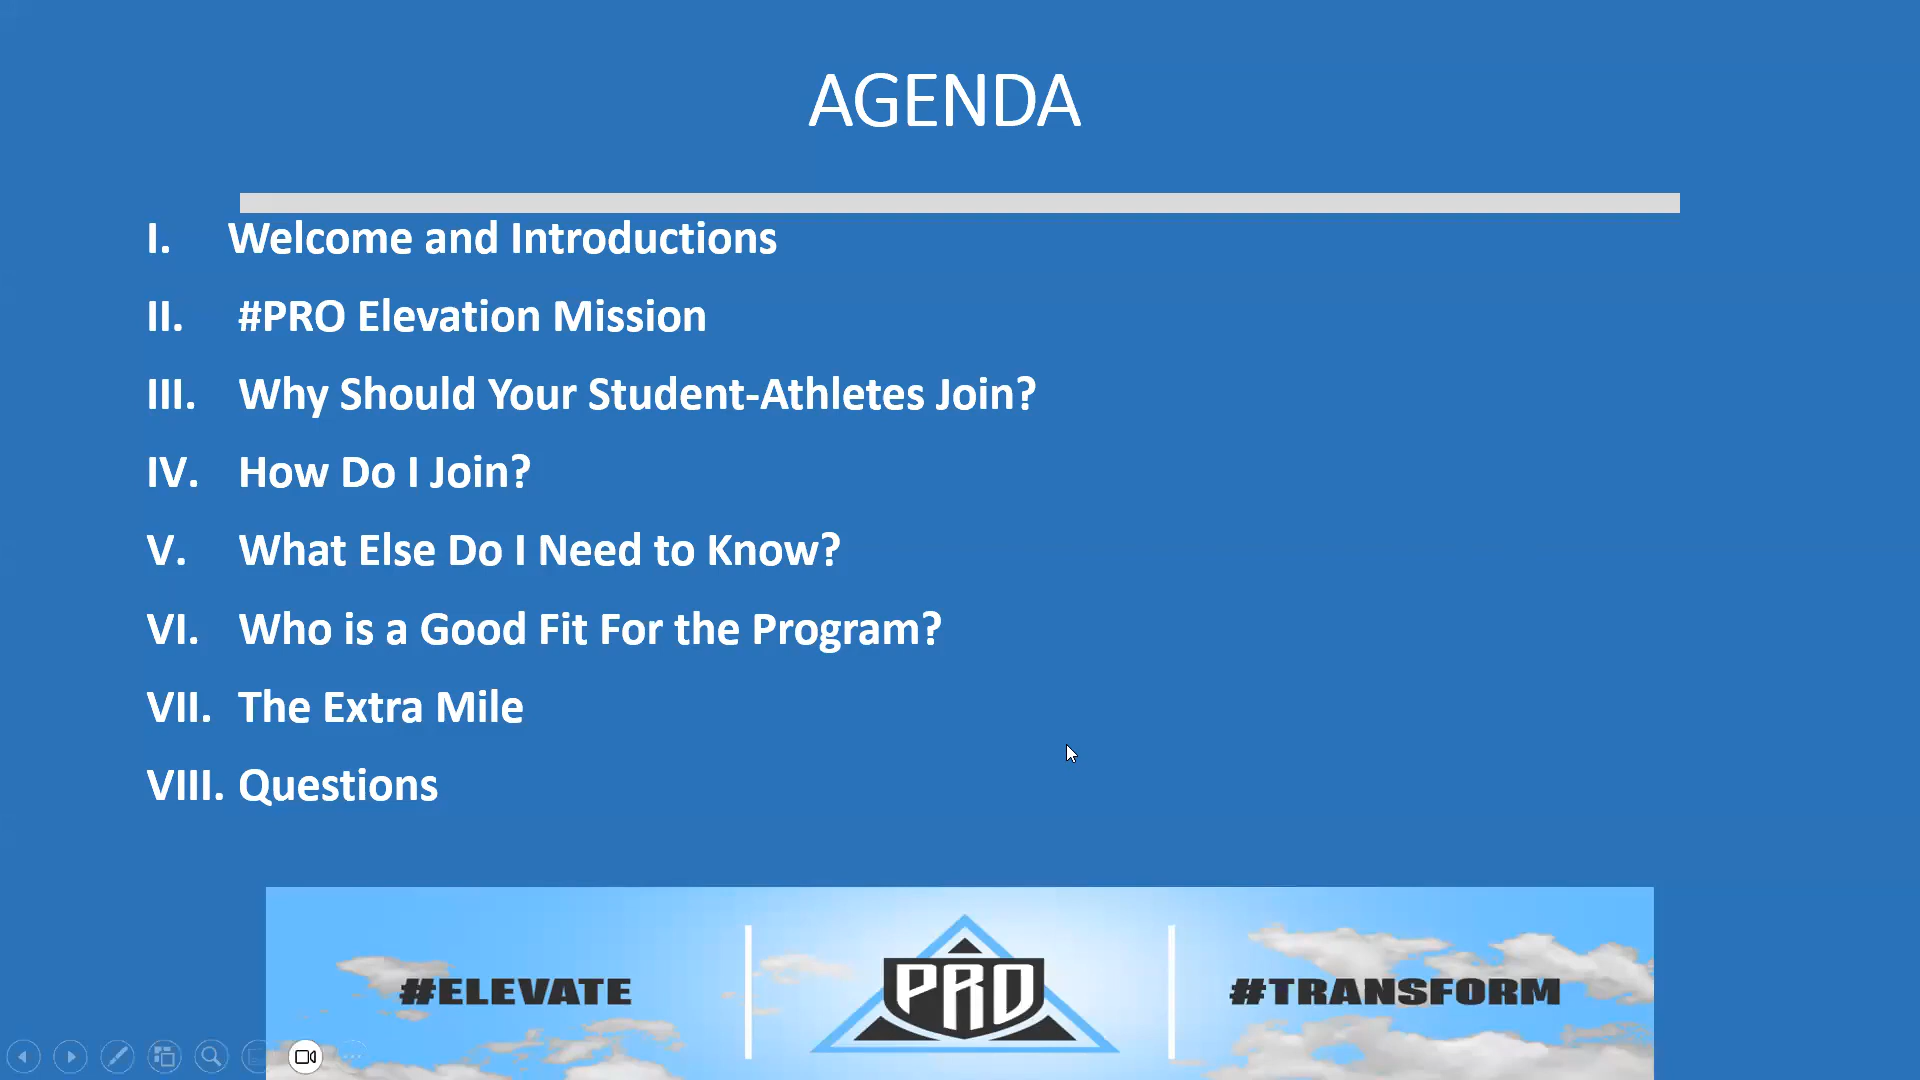 AGENDA
I. Welcome and Introductions
II. #PRO Elevation Mission
III. Why Should Your Student-Athletes Join?
IV. How Do I Join?
V. What Else Do I Need to Know?
VI. Who is a Good Fit For the Program?
VII. The Extra Mile
VIII. Questions
#ELEVATE
PRO
#TRANSFORM